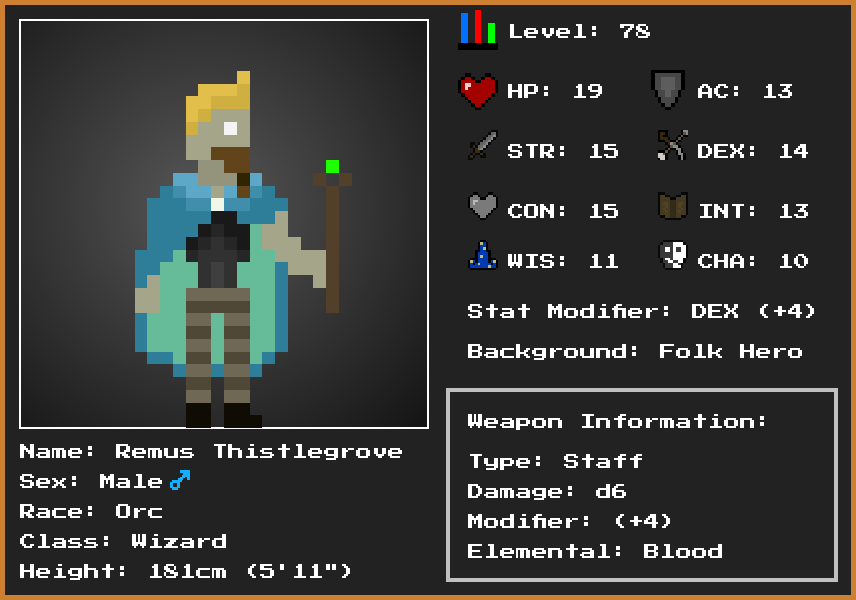 Level: 78
HP: 19 AC: 13
STR: 15 DEX: 14
CON: 15 INT: 13
WIS: 11 CHA: 10
Stat Modifier: DEX (+4)
Background: Folk Hero
Weapon Information:
Type: Staff
Damage: d6
Modifier: (+4)
Elemental: Blood
Name: Remus Thistlegrove
Sex: Male ♂
Race: Orc
Class: Wizard
Height: 181cm (5'11")